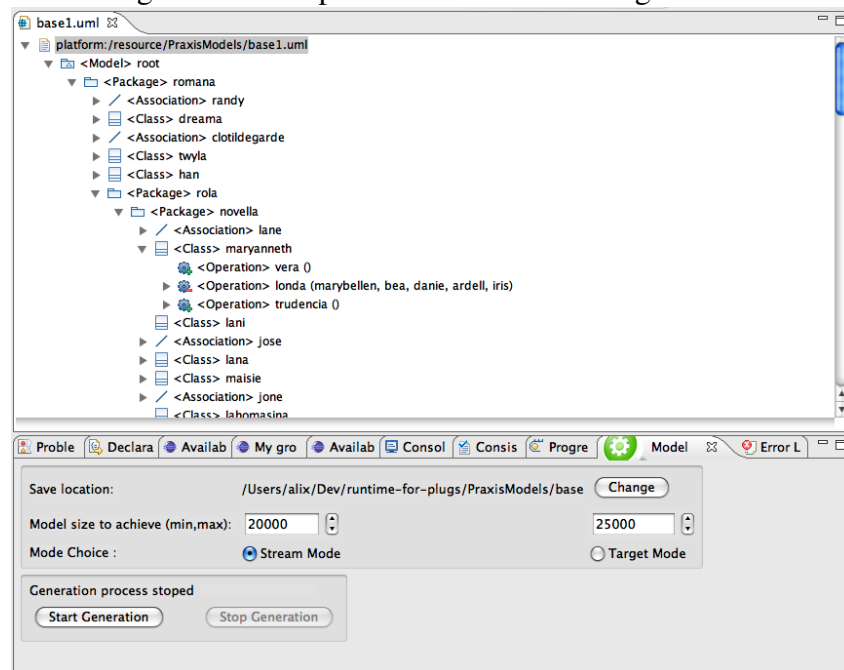 base1.uml
platform:/resource/PraxisModels/base1.uml
<Model> root
<Package> romana
<Association> randy
<Class> dreama
<Association> clotildegarde
<Class> twyla
<Class> han
<Package> rola
<Package> novella
<Association> lane
<Class> maryanneth
<Operation> vera ()
<Operation> londa (marybellen, bea, danie, ardell, iris)
<Operation> trudencia ()
<Class> lani
<Association> jose
<Class> lana
<Class> maisie
<Association> jone
<Class> lahomasina
Proble Declara Availab My gro Availab Consol Consis Progre Model Error L
Save location: /Users/alix/Dev/runtime-for-plugs/PraxisModels/base Change
Model size to achieve (min,max): 20000 25000
Mode Choice : Stream Mode Target Mode
Generation process stoped
Start Generation Stop Generation